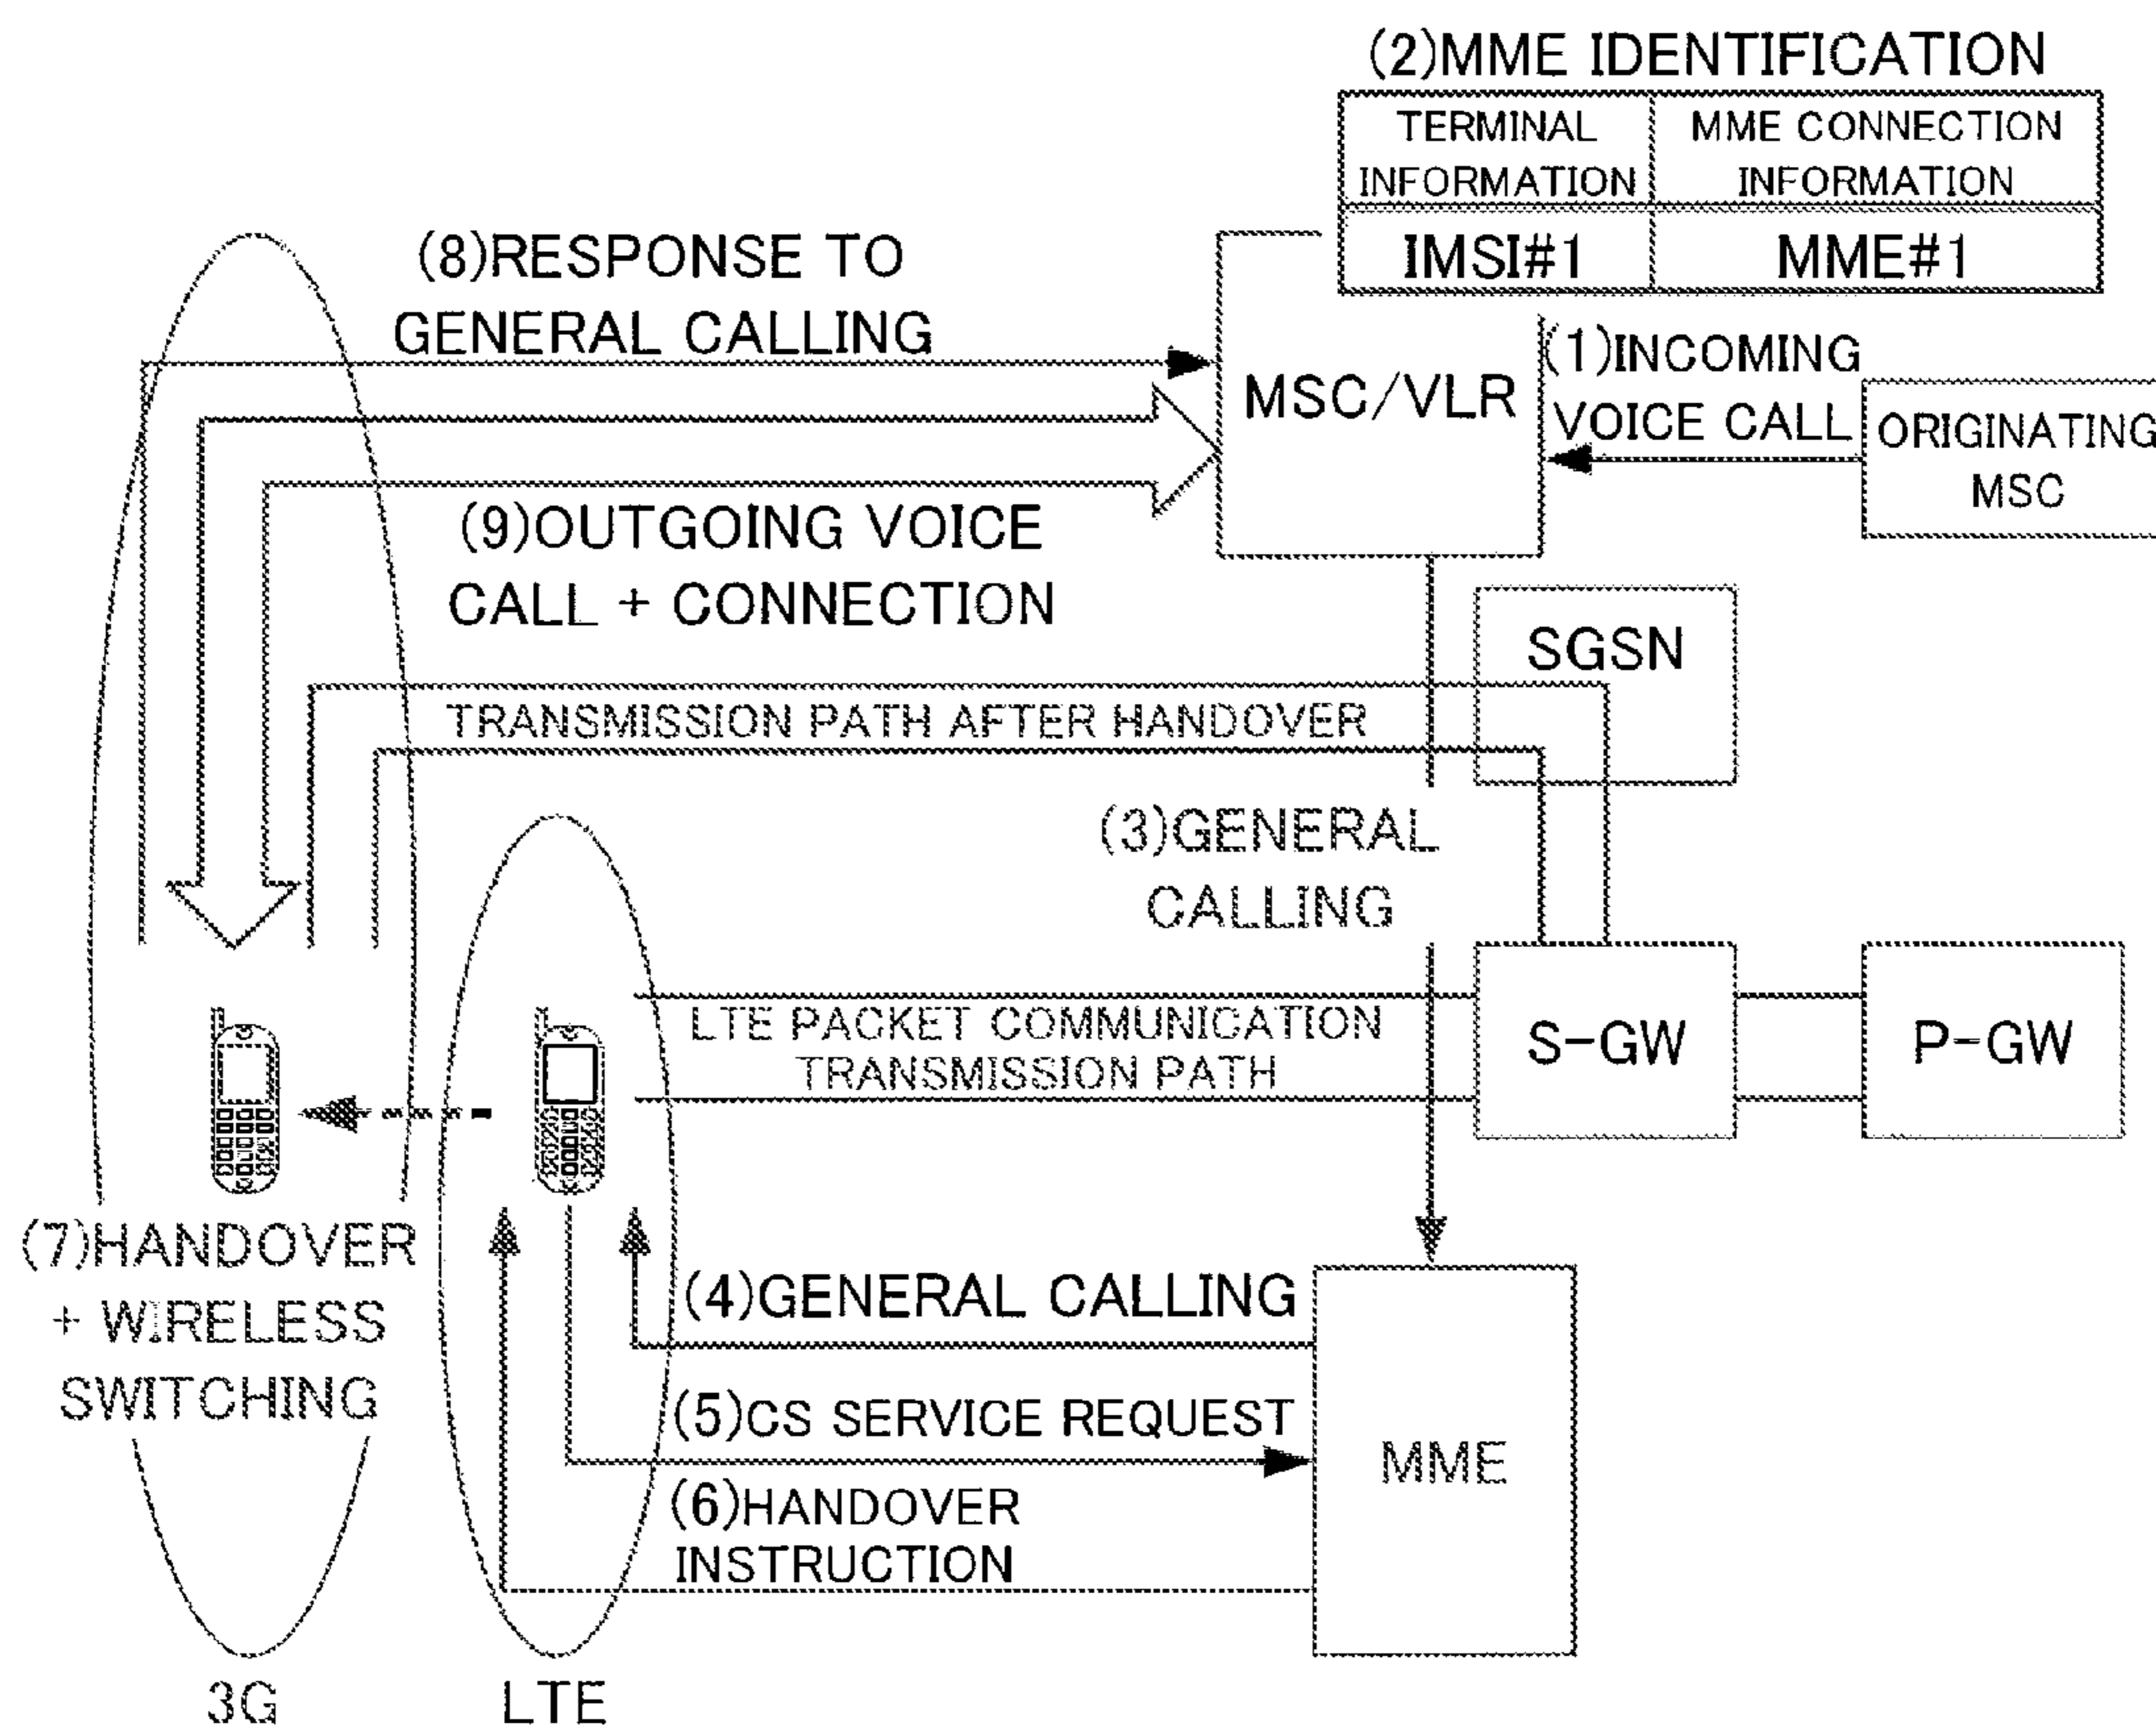 (2)MME IDENTIFICATION
TERMINAL
INFORMATION
MME CONNECTION
INFORMATION
IMSI#1
MME#1
(8)RESPONSE TO
GENERAL CALLING
MSC/VLR
(1)INCOMING
VOICE CALL
ORIGINATING
MSC
(9)OUTGOING VOICE
CALL + CONNECTION
SGSN
TRANSMISSION PATH AFTER HANDOVER
(3)GENERAL
CALLING
LTE PACKET COMMUNICATION
TRANSMISSION PATH
S-GW
P-GW
(7)HANDOVER
+ WIRELESS
SWITCHING
(4)GENERAL CALLING
(5)CS SERVICE REQUEST
(6)HANDOVER
INSTRUCTION
MME
3G
LTE